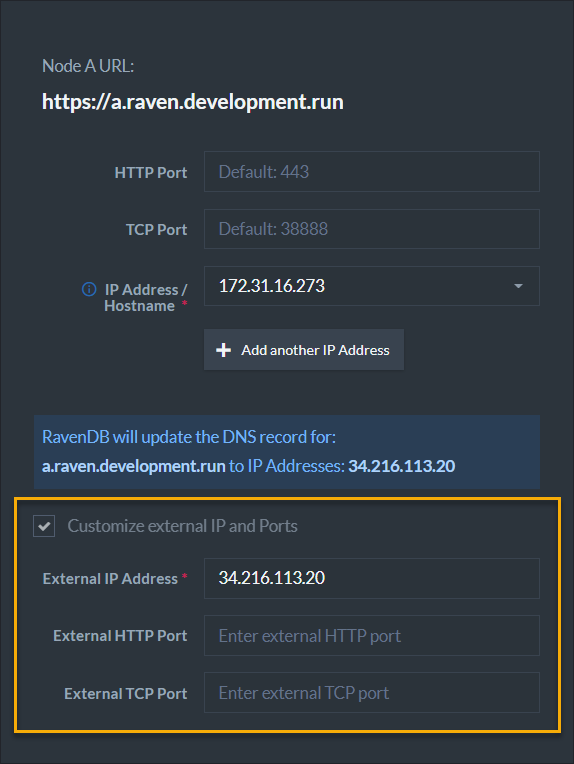 Node A URL:
https://a.raven.development.run
HTTP Port
Default: 443
TCP Port
Default: 38888
IP Address /
Hostname *
172.31.16.273
Add another IP Address
RavenDB will update the DNS record for:
a.raven.development.run to IP Addresses: 34.216.113.20
Customize external IP and Ports
External IP Address *
34.216.113.20
External HTTP Port
Enter external HTTP port
External TCP Port
Enter external TCP port